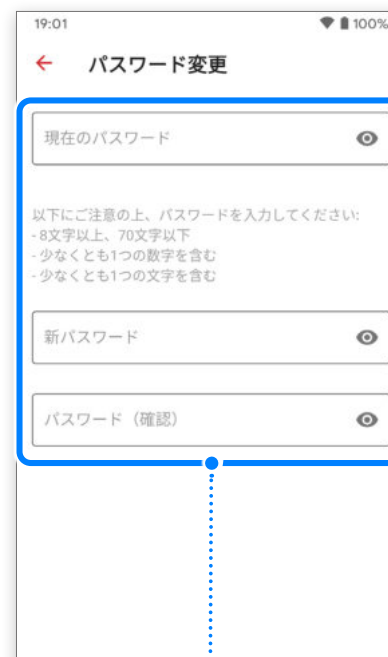 19:01 100%
パスワード変更
現在のパスワード
以下にご注意の上、パスワードを入力してください:
- 8文字以上、70文字以下
- 少なくとも1つの数字を含む
- 少なくとも1つの文字を含む
新パスワード
パスワード（確認）